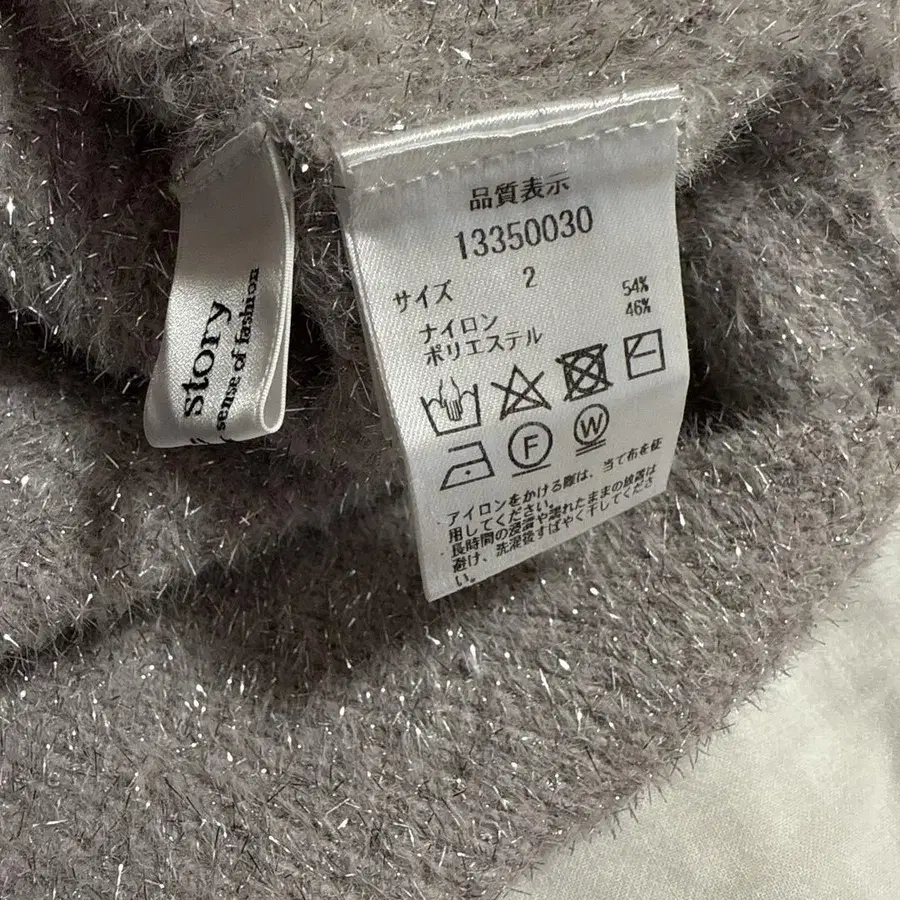 story
(sense of fashion
品質表示
13350030
サイズ 2
ナイロン 54%
ポリエステル 46%
F W
アイロンをかける際は、当て布を使
用してください。
長時間の浸漬や濡れたままの放置は
避け、洗濯後すばやく干してくださ
い。